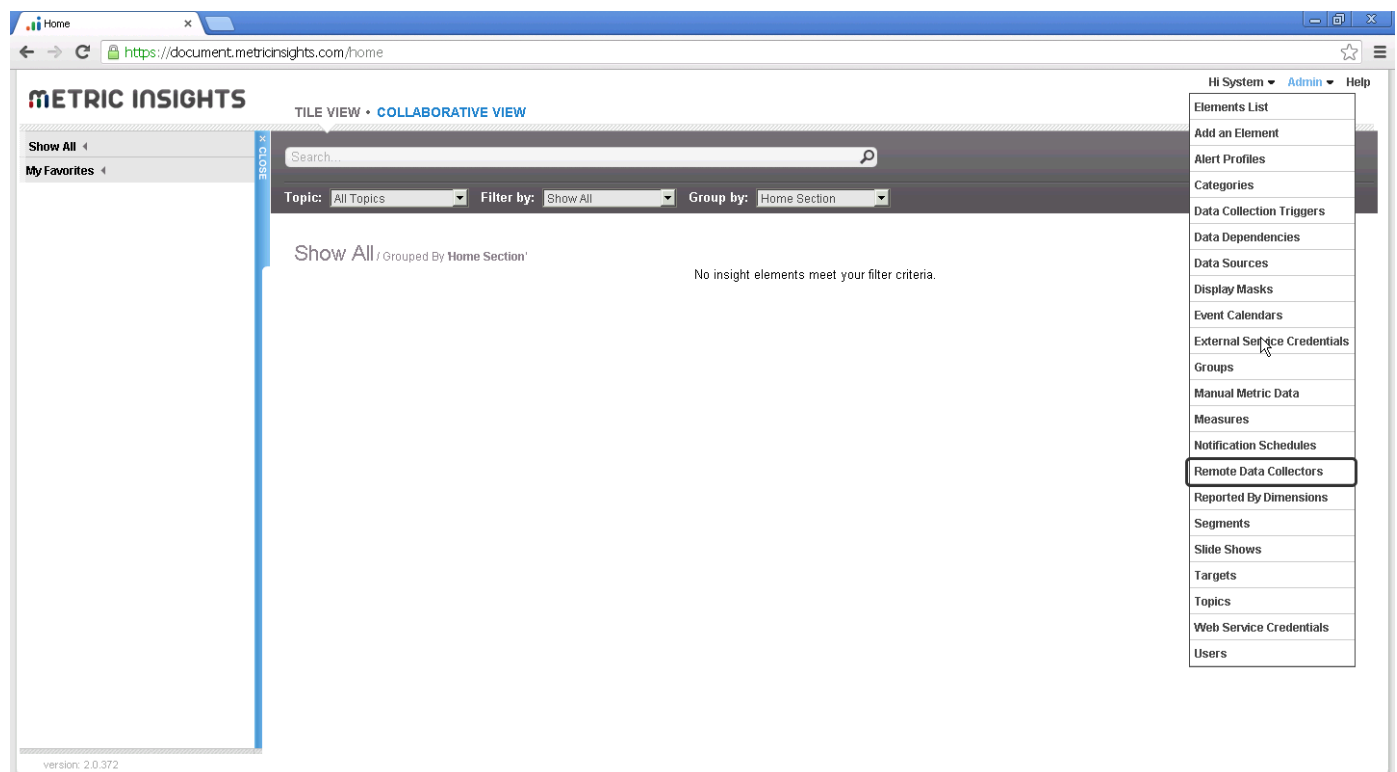 Home
https://document.metricinsights.com/home
Hi System Admin Help
METRIC INSIGHTS
TILE VIEW • COLLABORATIVE VIEW
Show All
My Favorites
× CLOSE
Search...
Topic: All Topics Filter by: Show All Group by: Home Section
Show All / Grouped By 'Home Section'
No insight elements meet your filter criteria.
Elements List
Add an Element
Alert Profiles
Categories
Data Collection Triggers
Data Dependencies
Data Sources
Display Masks
Event Calendars
External Service Credentials
Groups
Manual Metric Data
Measures
Notification Schedules
Remote Data Collectors
Reported By Dimensions
Segments
Slide Shows
Targets
Topics
Web Service Credentials
Users
version: 2.0.372